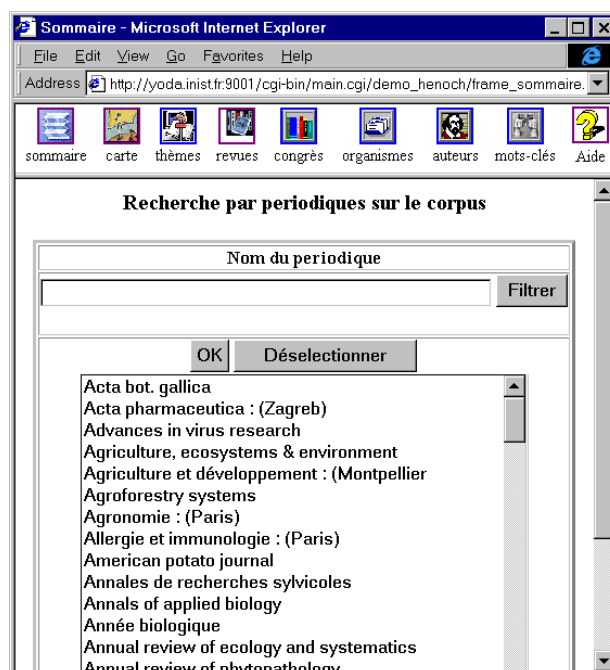 Sommaire - Microsoft Internet Explorer
File Edit View Go Favorites Help
Address http://yoda.inist.fr:9001/cgi-bin/main.cgi/demo_henoch/frame_sommaire.
sommaire carte thèmes revues congrès organismes auteurs mots-clés Aide
Recherche par periodiques sur le corpus
Nom du periodique
Filtrer
OK Déselectionner
Acta bot. gallica
Acta pharmaceutica : (Zagreb)
Advances in virus research
Agriculture, ecosystems & environment
Agriculture et développement : (Montpellier
Agroforestry systems
Agronomie : (Paris)
Allergie et immunologie : (Paris)
American potato journal
Annales de recherches sylvicoles
Annals of applied biology
Année biologique
Annual review of ecology and systematics
Annual review of phytopathology